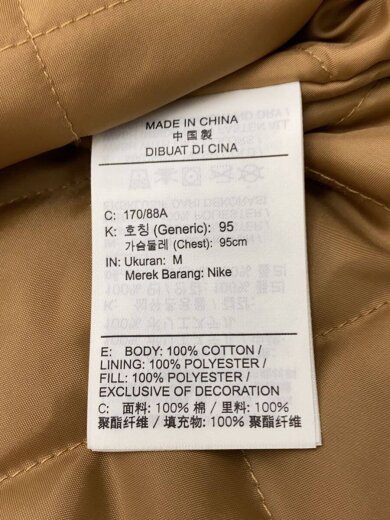 MADE IN CHINA
中国製
DIBUAT DI CINA
C: 170/88A
K: 호칭 (Generic): 95
가슴둘레 (Chest): 95cm
IN: Ukuran: M
Merek Barang: Nike
E: BODY: 100% COTTON /
LINING: 100% POLYESTER /
FILL: 100% POLYESTER /
EXCLUSIVE OF DECORATION
C: 面料: 100% 棉 / 里料: 100%
聚酯纤维 / 填充物: 100% 聚酯纤维